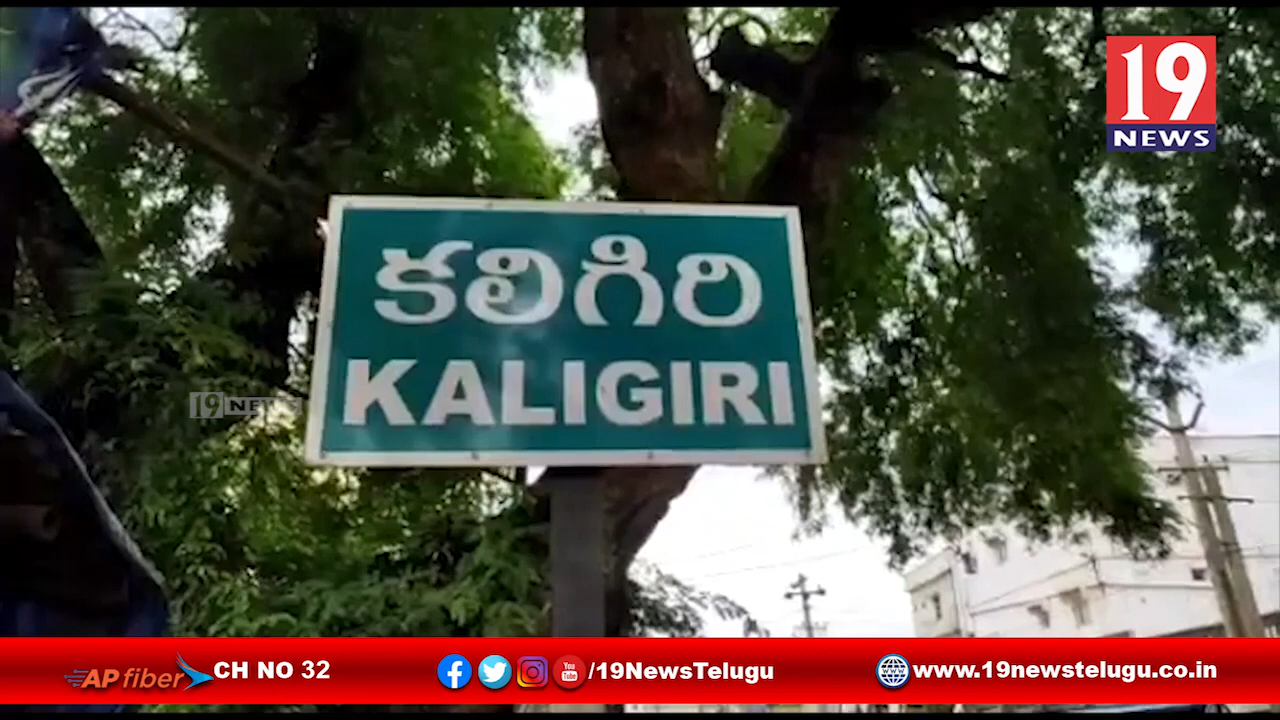 19
NEWS
కలిగిరి
KALIGIRI
19 NEWS
AP fiber CH NO 32
/19NewsTelugu
www.19newstelugu.co.in